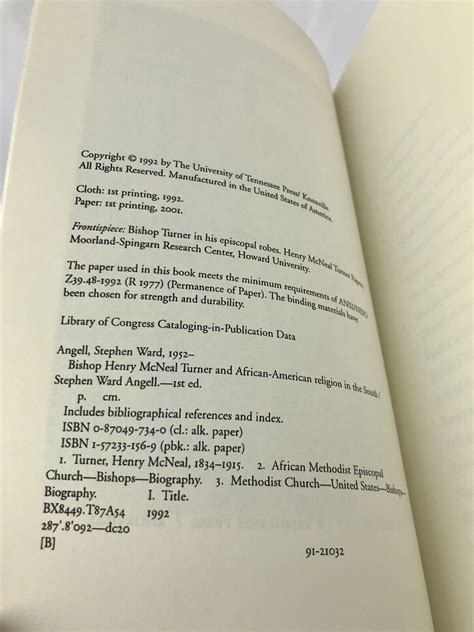 Copyright © 1992 by The University of Tennessee Press/ Knoxville.
All Rights Reserved. Manufactured in the United States of America.
Cloth: 1st printing, 1992.
Paper: 1st printing, 2001.
Frontispiece: Bishop Turner in his episcopal robes. Henry McNeal Turner Papers,
Moorland-Spingarn Research Center, Howard University.
The paper used in this book meets the minimum requirements of ANSI/NISO
Z39.48-1992 (R 1977) (Permanence of Paper). The binding materials have
been chosen for strength and durability.
Library of Congress Cataloging-in-Publication Data
Angell, Stephen Ward, 1952–
Bishop Henry McNeal Turner and African-American religion in the South /
Stephen Ward Angell.—1st ed.
p. cm.
Includes bibliographical references and index.
ISBN 0-87049-734-0 (cl.: alk. paper)
ISBN 1-57233-156-9 (pbk.: alk. paper)
1. Turner, Henry McNeal, 1834–1915. 2. African Methodist Episcopal
Church—Bishops—Biography. 3. Methodist Church—United States—Bishops—
Biography. I. Title.
BX8449.T87A54 1992
287'.8'092—dc20
[B]
91-21032